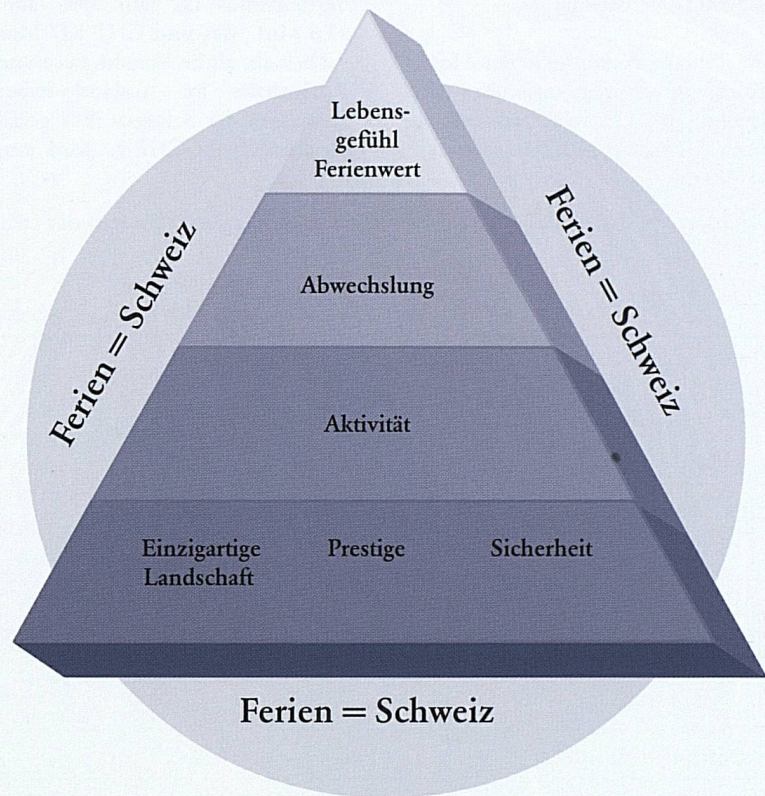 Lebens-
gefühl
Ferienwert
Ferien = Schweiz
Ferien = Schweiz
Abwechslung
Aktivität
Einzigartige
Landschaft
Prestige
Sicherheit
Ferien = Schweiz